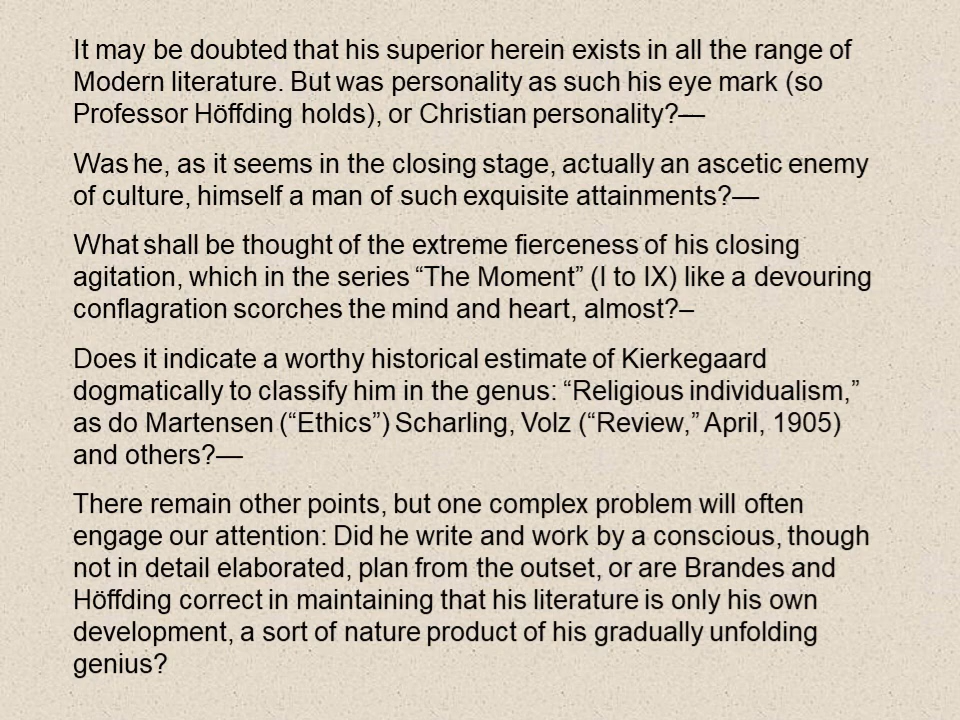 It may be doubted that his superior herein exists in all the range of
Modern literature. But was personality as such his eye mark (so
Professor Höffding holds), or Christian personality?—
Was he, as it seems in the closing stage, actually an ascetic enemy
of culture, himself a man of such exquisite attainments?—
What shall be thought of the extreme fierceness of his closing
agitation, which in the series “The Moment” (I to IX) like a devouring
conflagration scorches the mind and heart, almost?–
Does it indicate a worthy historical estimate of Kierkegaard
dogmatically to classify him in the genus: “Religious individualism,”
as do Martensen (“Ethics”) Scharling, Volz (“Review,” April, 1905)
and others?—
There remain other points, but one complex problem will often
engage our attention: Did he write and work by a conscious, though
not in detail elaborated, plan from the outset, or are Brandes and
Höffding correct in maintaining that his literature is only his own
development, a sort of nature product of his gradually unfolding
genius?